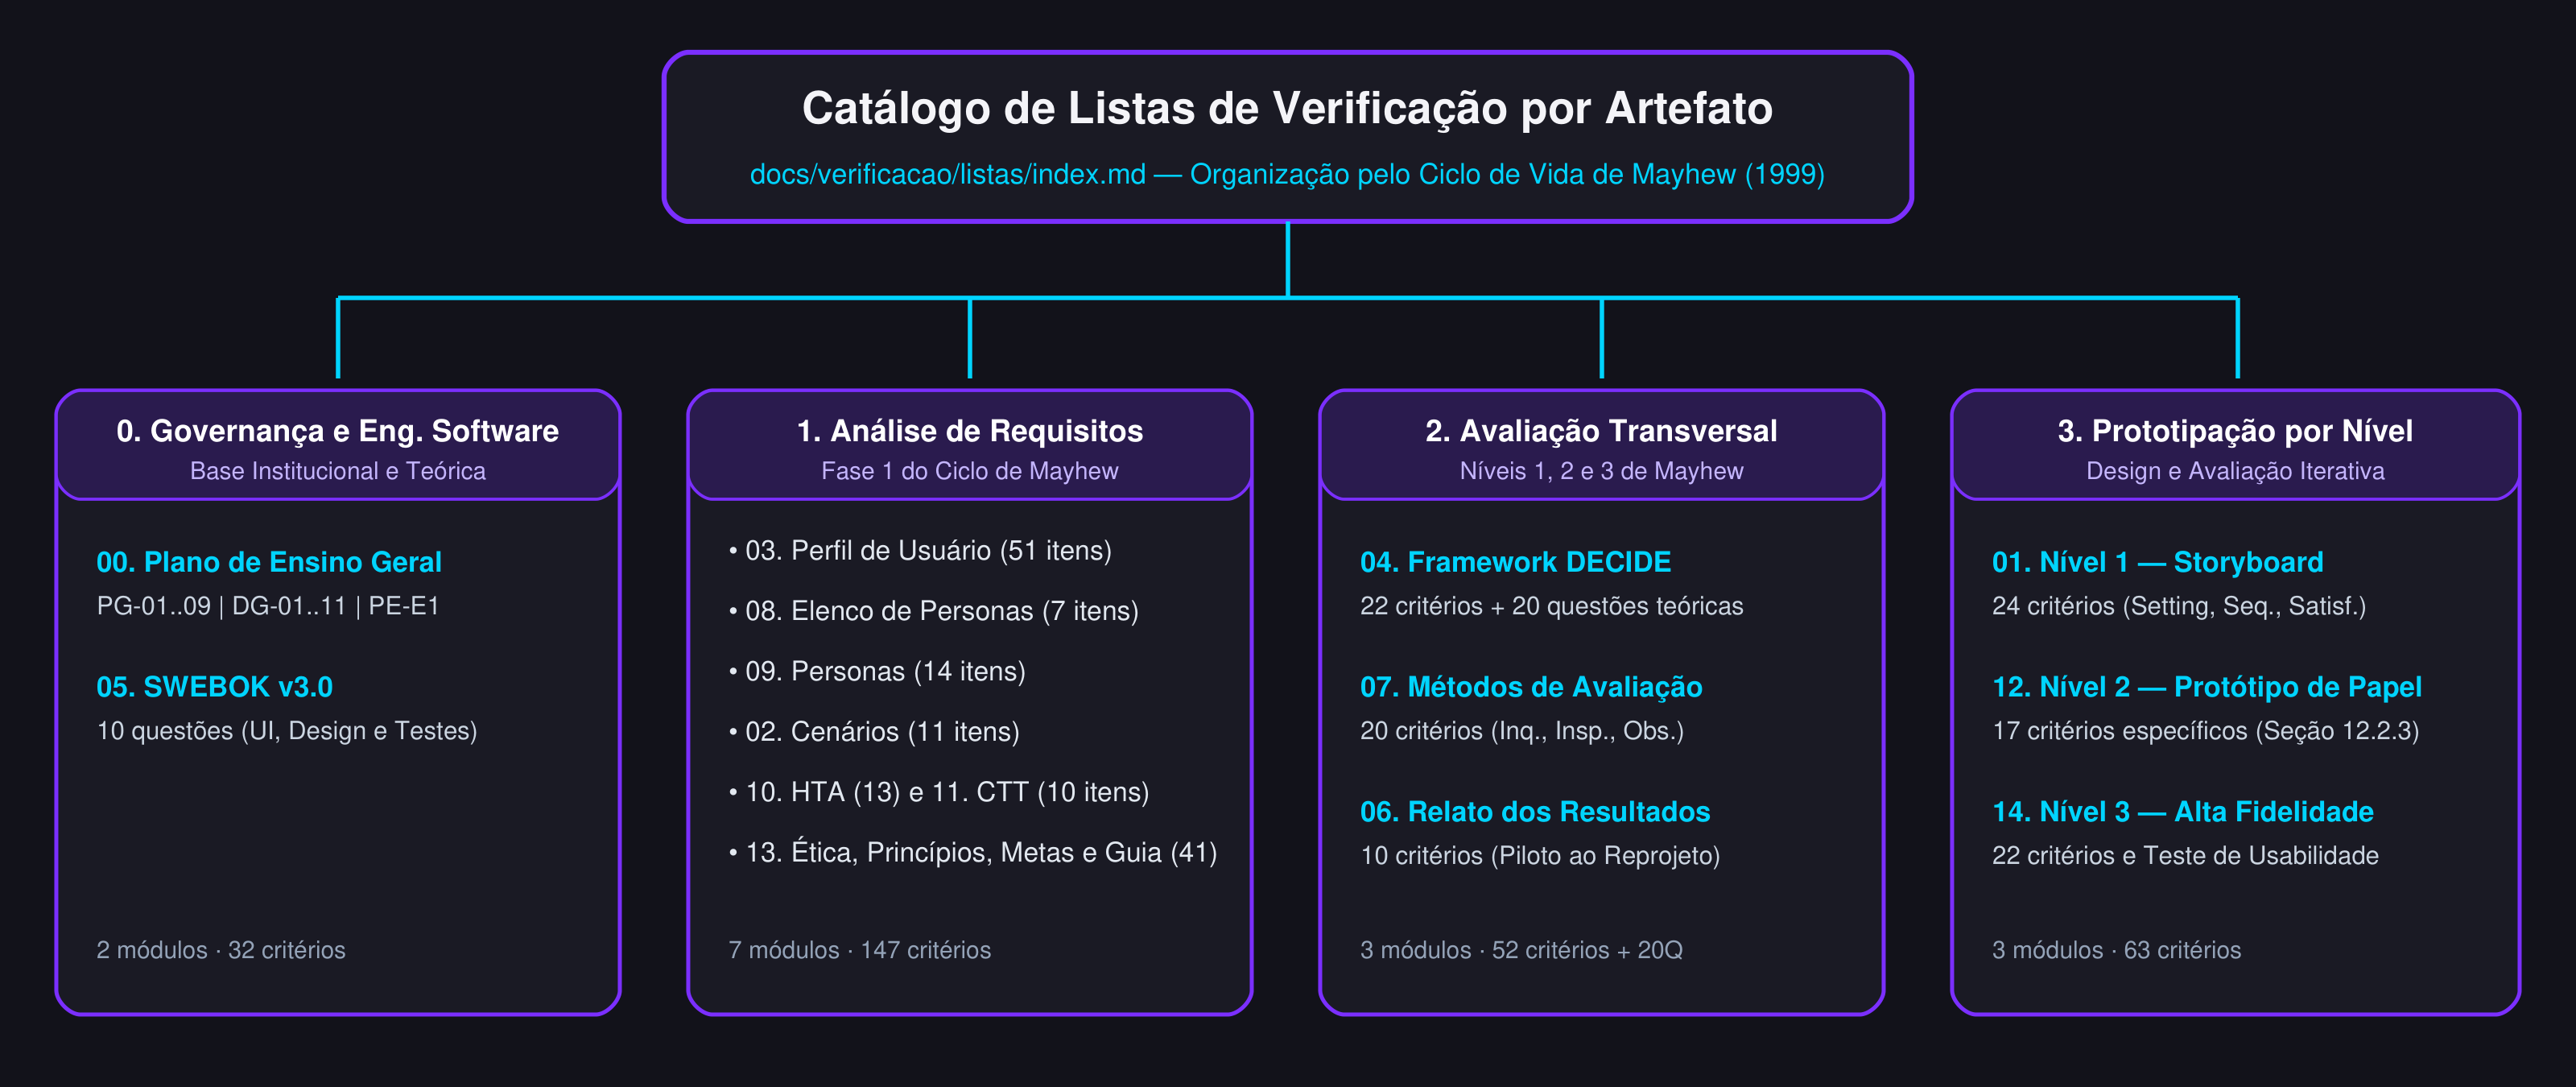 Catálogo de Listas de Verificação por Artefato
docs/verificacao/listas/index.md — Organização pelo Ciclo de Vida de Mayhew (1999)
0. Governança e Eng. Software
Base Institucional e Teórica
00. Plano de Ensino Geral
PG-01..09 | DG-01..11 | PE-E1
05. SWEBOK v3.0
10 questões (UI, Design e Testes)
2 módulos · 32 critérios
1. Análise de Requisitos
Fase 1 do Ciclo de Mayhew
• 03. Perfil de Usuário (51 itens)
• 08. Elenco de Personas (7 itens)
• 09. Personas (14 itens)
• 02. Cenários (11 itens)
• 10. HTA (13) e 11. CTT (10 itens)
• 13. Ética, Princípios, Metas e Guia (41)
7 módulos · 147 critérios
2. Avaliação Transversal
Níveis 1, 2 e 3 de Mayhew
04. Framework DECIDE
22 critérios + 20 questões teóricas
07. Métodos de Avaliação
20 critérios (Inq., Insp., Obs.)
06. Relato dos Resultados
10 critérios (Piloto ao Reprojeto)
3 módulos · 52 critérios + 20Q
3. Prototipação por Nível
Design e Avaliação Iterativa
01. Nível 1 — Storyboard
24 critérios (Setting, Seq., Satisf.)
12. Nível 2 — Protótipo de Papel
17 critérios específicos (Seção 12.2.3)
14. Nível 3 — Alta Fidelidade
22 critérios e Teste de Usabilidade
3 módulos · 63 critérios